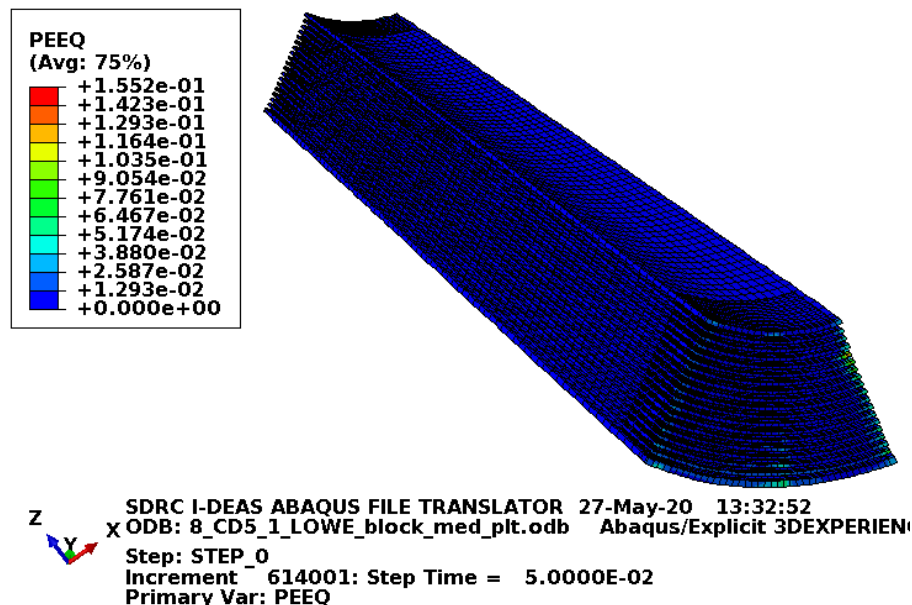 PEEQ
(Avg: 75%)
+1.552e-01
+1.423e-01
+1.293e-01
+1.164e-01
+1.035e-01
+9.054e-02
+7.761e-02
+6.467e-02
+5.174e-02
+3.880e-02
+2.587e-02
+1.293e-02
+0.000e+00
Z
Y
X
SDRC I-DEAS ABAQUS FILE TRANSLATOR 27-May-20 13:32:52
ODB: 8_CD5_1_LOWE_block_med_plt.odb Abaqus/Explicit 3DEXPERIEN
Step: STEP_0
Increment 614001: Step Time = 5.0000E-02
Primary Var: PEEQ